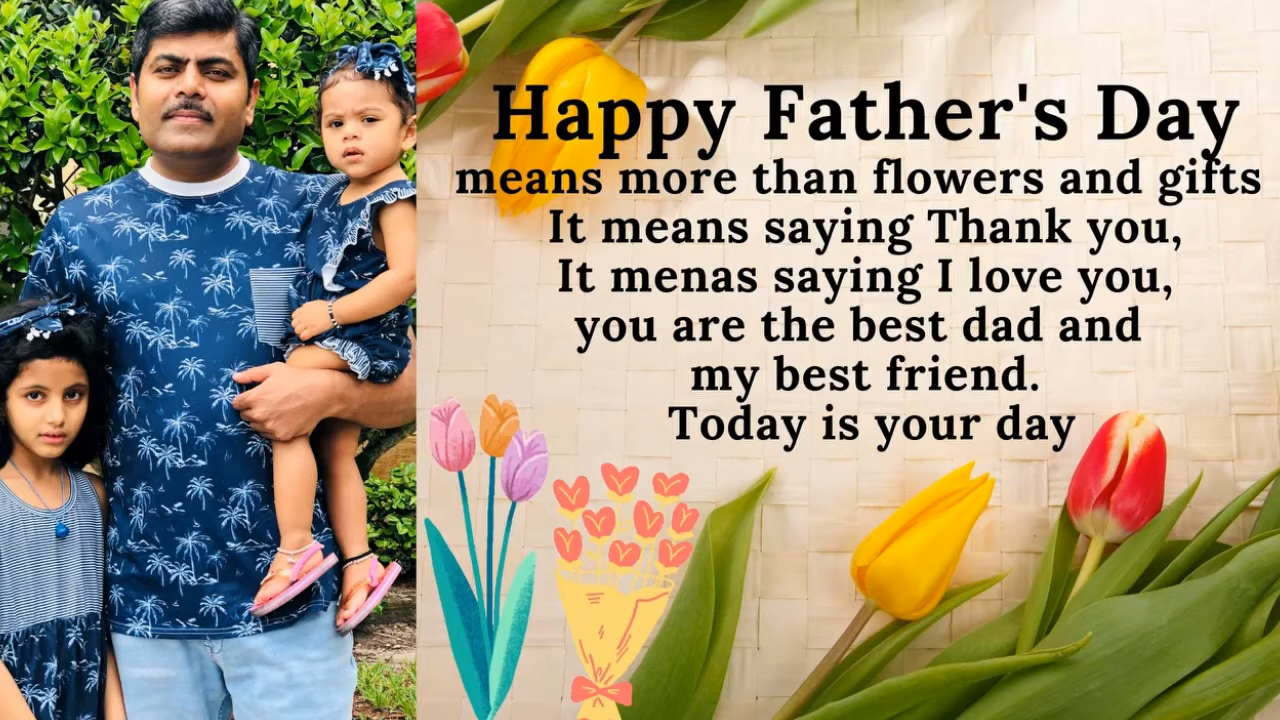 Happy Father's Day
means more than flowers and gifts
It means saying Thank you,
It menas saying I love you,
you are the best dad and
my best friend.
Today is your day